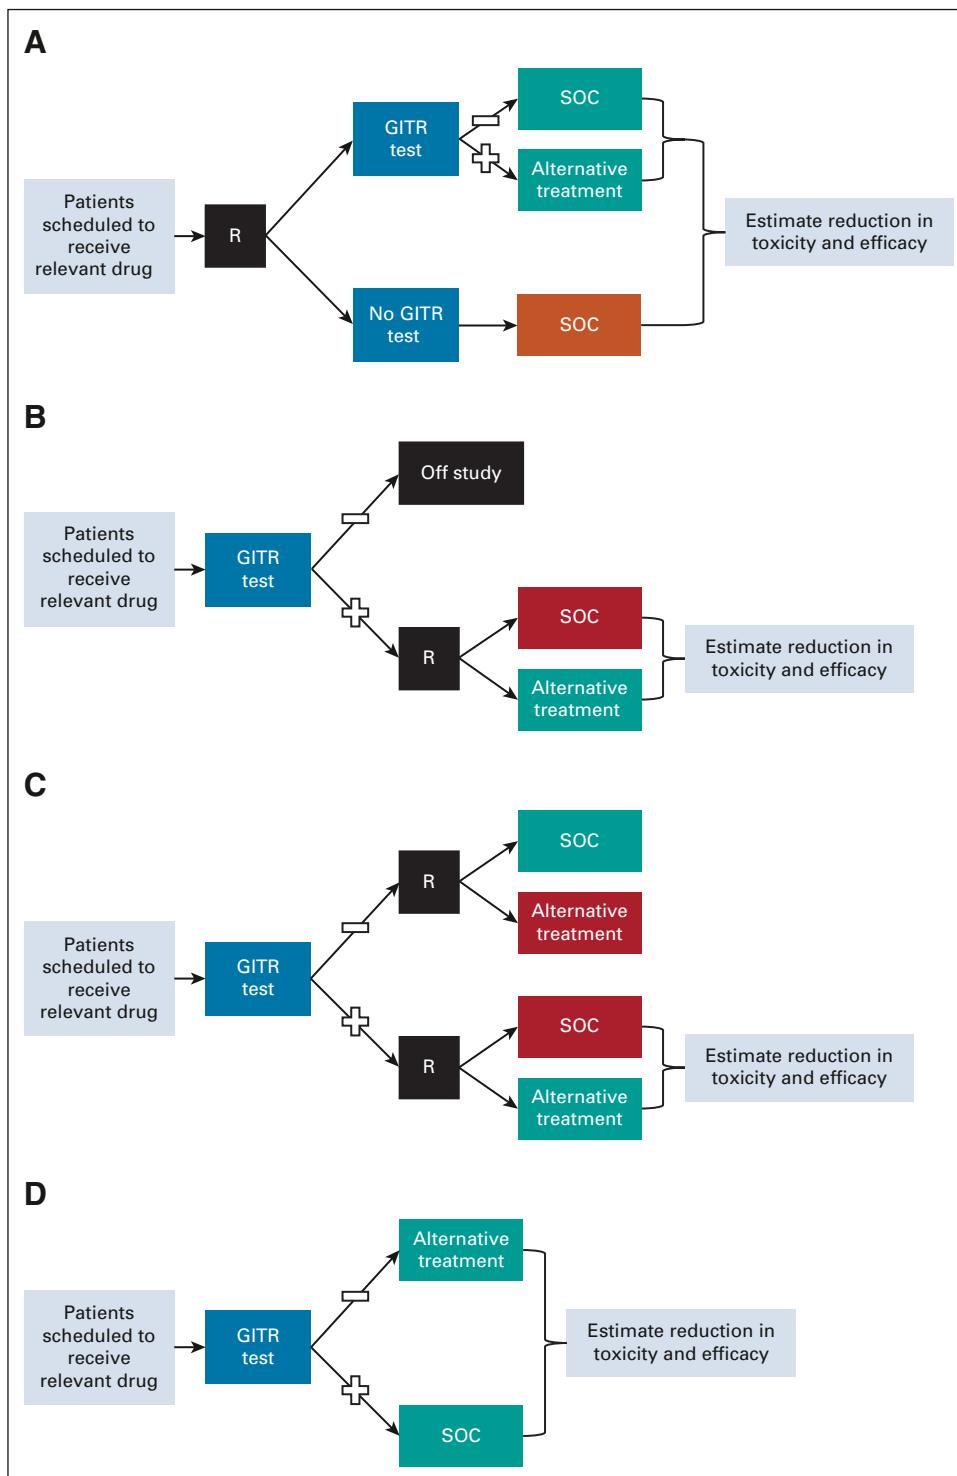 A
Patients
scheduled to
receive
relevant drug
R
GITR
test
SOC
Alternative
treatment
No GITR
test
SOC
Estimate reduction in
toxicity and efficacy
B
Patients
scheduled to
receive
relevant drug
GITR
test
Off study
R
SOC
Alternative
treatment
Estimate reduction in
toxicity and efficacy
C
Patients
scheduled to
receive
relevant drug
GITR
test
R
SOC
Alternative
treatment
R
SOC
Alternative
treatment
Estimate reduction in
toxicity and efficacy
D
Patients
scheduled to
receive
relevant drug
GITR
test
Alternative
treatment
SOC
Estimate reduction in
toxicity and efficacy